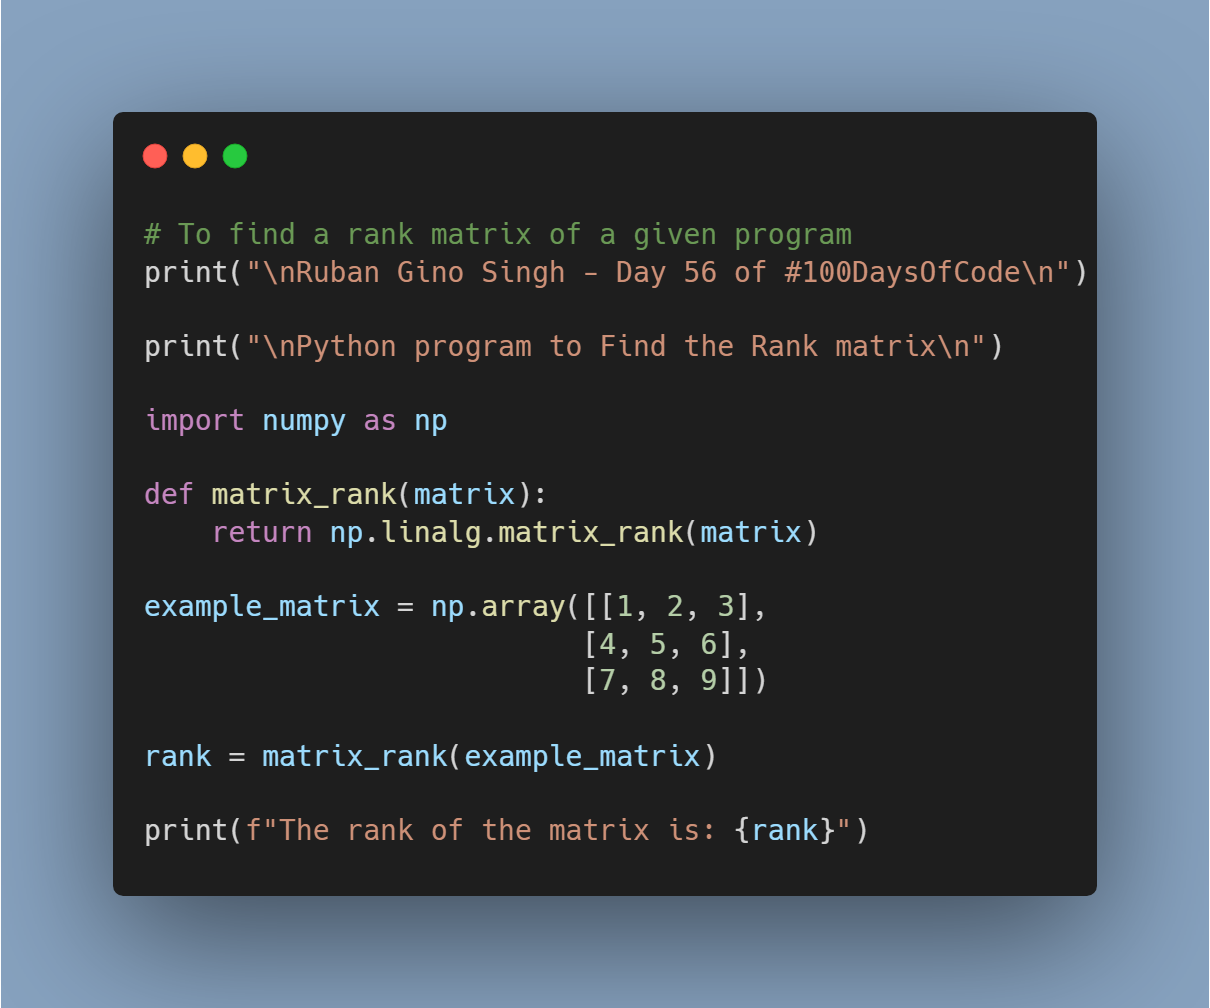 # To find a rank matrix of a given program
print("\nRuban Gino Singh - Day 56 of #100DaysOfCode\n")
print("\nPython program to Find the Rank matrix\n")
import numpy as np
def matrix_rank(matrix):
    return np.linalg.matrix_rank(matrix)
example_matrix = np.array([[1, 2, 3],
                          [4, 5, 6],
                          [7, 8, 9]])
rank = matrix_rank(example_matrix)
print(f"The rank of the matrix is: {rank}")